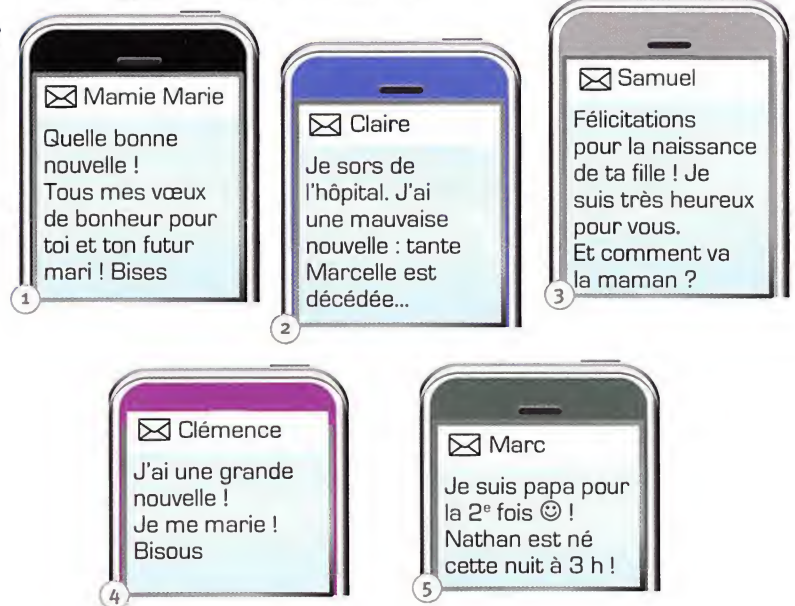 Mamie Marie
Quelle bonne
nouvelle !
Tous mes vœux
de bonheur pour
toi et ton futur
mari ! Bises
1
Claire
Je sors de
l'hôpital. J'ai
une mauvaise
nouvelle : tante
Marcelle est
décédée...
2
Samuel
Félicitations
pour la naissance
de ta fille ! Je
suis très heureux
pour vous.
Et comment va
la maman ?
3
Clémence
J'ai une grande
nouvelle !
Je me marie !
Bisous
4
Marc
Je suis papa pour
la 2e fois ☺ !
Nathan est né
cette nuit à 3 h !
5